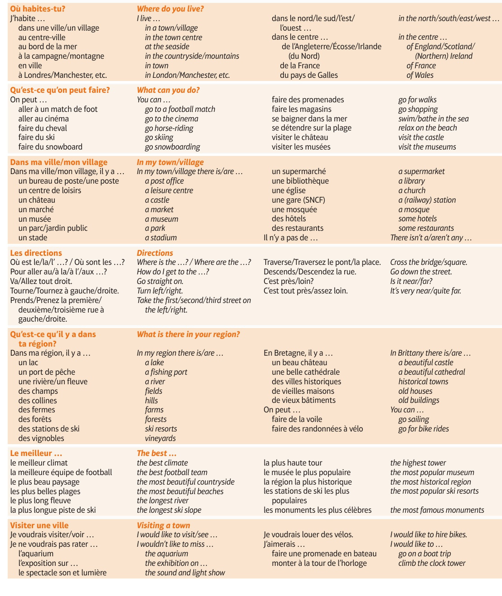 Où habites-tu?
Where do you live?
J'habite …
I live …
dans une ville/un village
in a town/village
au centre-ville
in the town centre
au bord de la mer
at the seaside
à la campagne/montagne
in the countryside/mountains
en ville
in town
à Londres/Manchester, etc.
in London/Manchester, etc.
dans le nord/le sud/l'est/
l'ouest …
in the north/south/east/west …
dans le centre …
in the centre …
de l'Angleterre/Écosse/Irlande
(du Nord)
of England/Scotland/
(Northern) Ireland
de la France
of France
du pays de Galles
of Wales
Qu'est-ce qu'on peut faire?
What can you do?
On peut …
You can …
aller à un match de foot
go to a football match
aller au cinéma
go to the cinema
faire du cheval
go horse-riding
faire du ski
go skiing
faire du snowboard
go snowboarding
faire des promenades
go for walks
faire les magasins
go shopping
se baigner dans la mer
swim/bathe in the sea
se détendre sur la plage
relax on the beach
visiter le château
visit the castle
visiter les musées
visit the museums
Dans ma ville/mon village
In my town/village
Dans ma ville/mon village, il y a …
In my town/village there is/are …
un bureau de poste/une poste
a post office
un centre de loisirs
a leisure centre
un château
a castle
un marché
a market
un musée
a museum
un parc/jardin public
a park
un stade
a stadium
un supermarché
a supermarket
une bibliothèque
a library
une église
a church
une gare (SNCF)
a (railway) station
une mosquée
a mosque
des hôtels
some hotels
des restaurants
some restaurants
Il n'y a pas de …
There isn't a/aren't any …
Les directions
Directions
Où est le/la/l' …? / Où sont les …?
Where is the …? / Where are the …?
Pour aller au/à la/à l'/aux …?
How do I get to the …?
Va/Allez tout droit.
Go straight on.
Tourne/Tournez à gauche/droite.
Turn left/right.
Prends/Prenez la première/
deuxième/troisième rue à
gauche/droite.
Take the first/second/third street on
the left/right.
Traverse/Traversez le pont/la place.
Cross the bridge/square.
Descends/Descendez la rue.
Go down the street.
C'est près/loin?
Is it near/far?
C'est tout près/assez loin.
It's very near/quite far.
Qu'est-ce qu'il y a dans
ta région?
What is there in your region?
Dans ma région, il y a …
In my region there is/are …
un lac
a lake
un port de pêche
a fishing port
une rivière/un fleuve
a river
des champs
fields
des collines
hills
des fermes
farms
des forêts
forests
des stations de ski
ski resorts
des vignobles
vineyards
En Bretagne, il y a …
In Brittany there is/are …
un beau château
a beautiful castle
une belle cathédrale
a beautiful cathedral
des villes historiques
historical towns
de vieilles maisons
old houses
de vieux bâtiments
old buildings
On peut …
You can …
faire de la voile
go sailing
faire des randonnées à vélo
go for bike rides
Le meilleur …
The best …
le meilleur climat
the best climate
la meilleure équipe de football
the best football team
le plus beau paysage
the most beautiful countryside
les plus belles plages
the most beautiful beaches
le plus long fleuve
the longest river
la plus longue piste de ski
the longest ski slope
la plus haute tour
the highest tower
le musée le plus populaire
the most popular museum
la région la plus historique
the most historical region
les stations de ski les plus
populaires
the most popular ski resorts
les monuments les plus célèbres
the most famous monuments
Visiter une ville
Visiting a town
Je voudrais visiter/voir …
I would like to visit/see …
Je ne voudrais pas rater …
I wouldn't like to miss …
l'aquarium
the aquarium
l'exposition sur …
the exhibition on …
le spectacle son et lumière
the sound and light show
Je voudrais louer des vélos.
I would like to hire bikes.
J'aimerais …
I would like to …
faire une promenade en bateau
go on a boat trip
monter à la tour de l'horloge
climb the clock tower